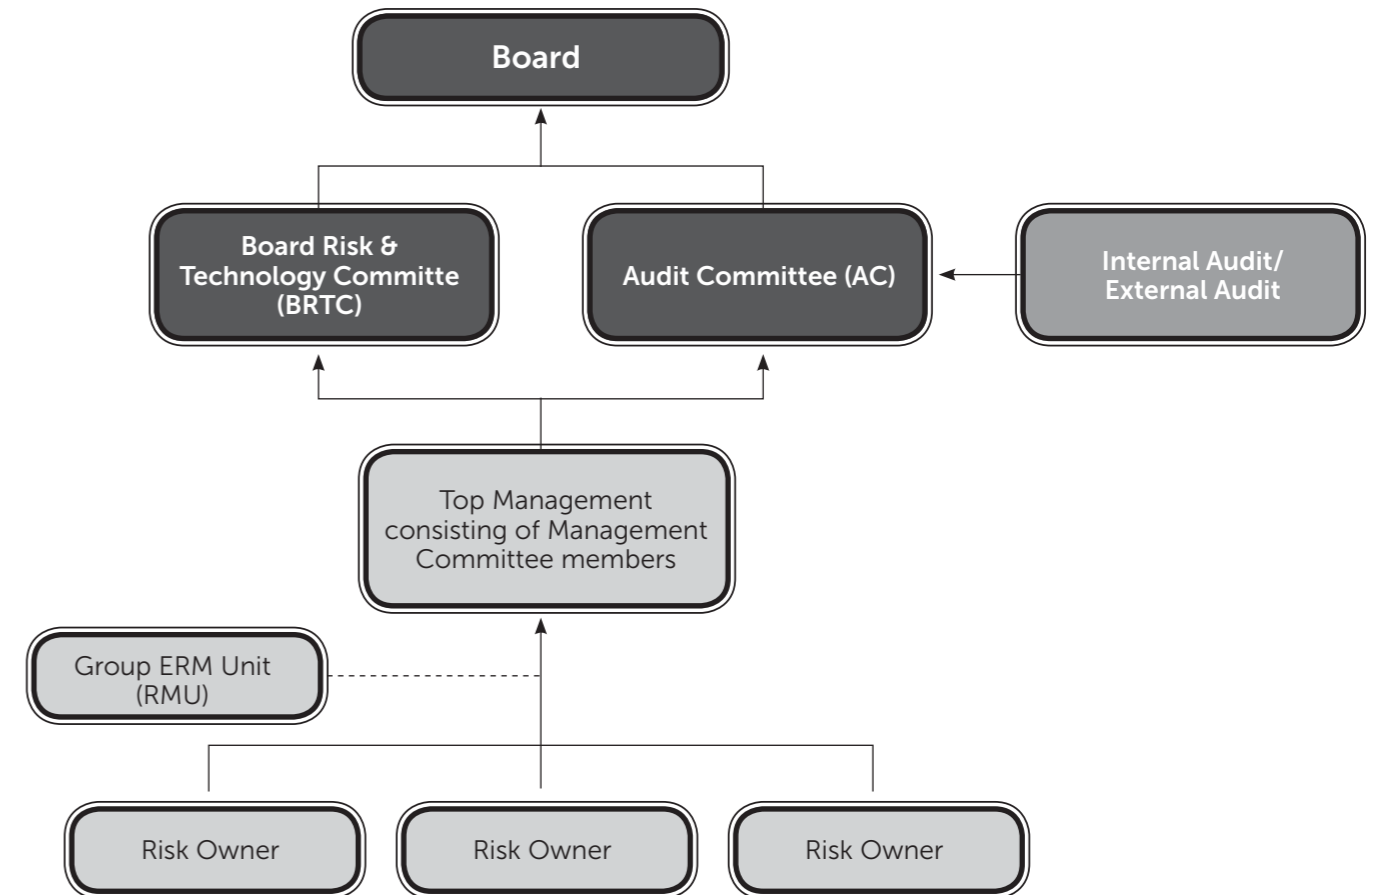 Board
Board Risk &
Technology Committe
(BRTC)
Audit Committee (AC)
Internal Audit/
External Audit
Top Management
consisting of Management
Committee members
Group ERM Unit
(RMU)
Risk Owner
Risk Owner
Risk Owner